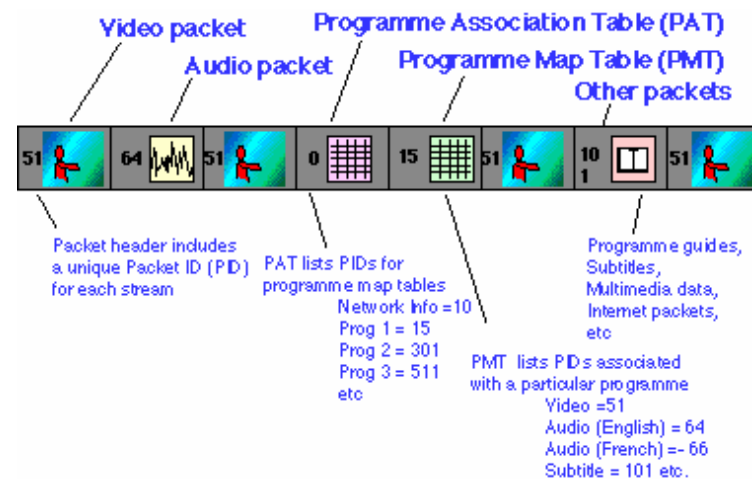 Programme Association Table (PAT)
Video packet
Programme Map Table (PMT)
Audio packet
Other packets
51
64
51
0
15
51
10
1
51
Packet header includes
a unique Packet ID (PID)
for each stream
PAT lists PIDs for
programme map tables
Network Info =10
Prog 1 = 15
Prog 2 = 301
Prog 3 = 511
etc
PMT lists PIDs associated
with a particular programme
Video =51
Audio (English) = 64
Audio (French) =- 66
Subtitle = 101 etc.
Programme guides,
Subtitles,
Multimedia data,
Internet packets,
etc